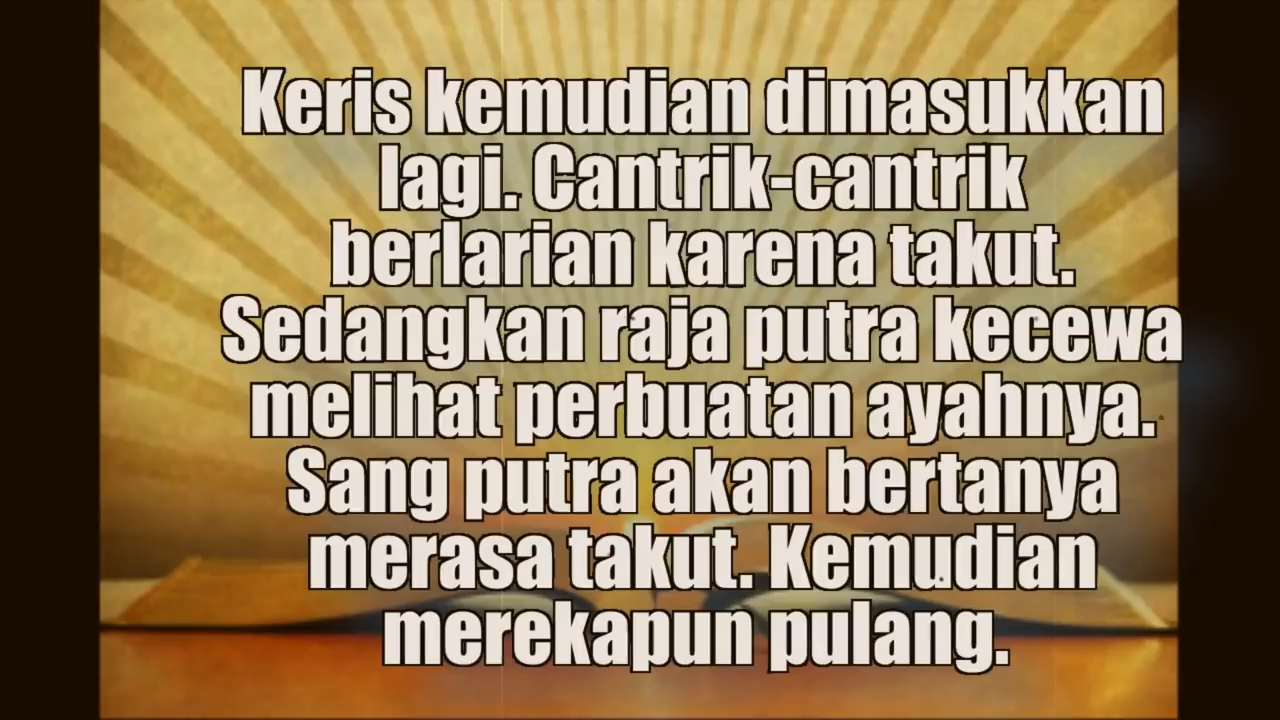 Keris kemudian dimasukkan
lagi. Cantrik-cantrik
berlarian karena takut.
Sedangkan raja putra kecewa
melihat perbuatan ayahnya.
Sang putra akan bertanya
merasa takut. Kemudian
merekapun pulang.